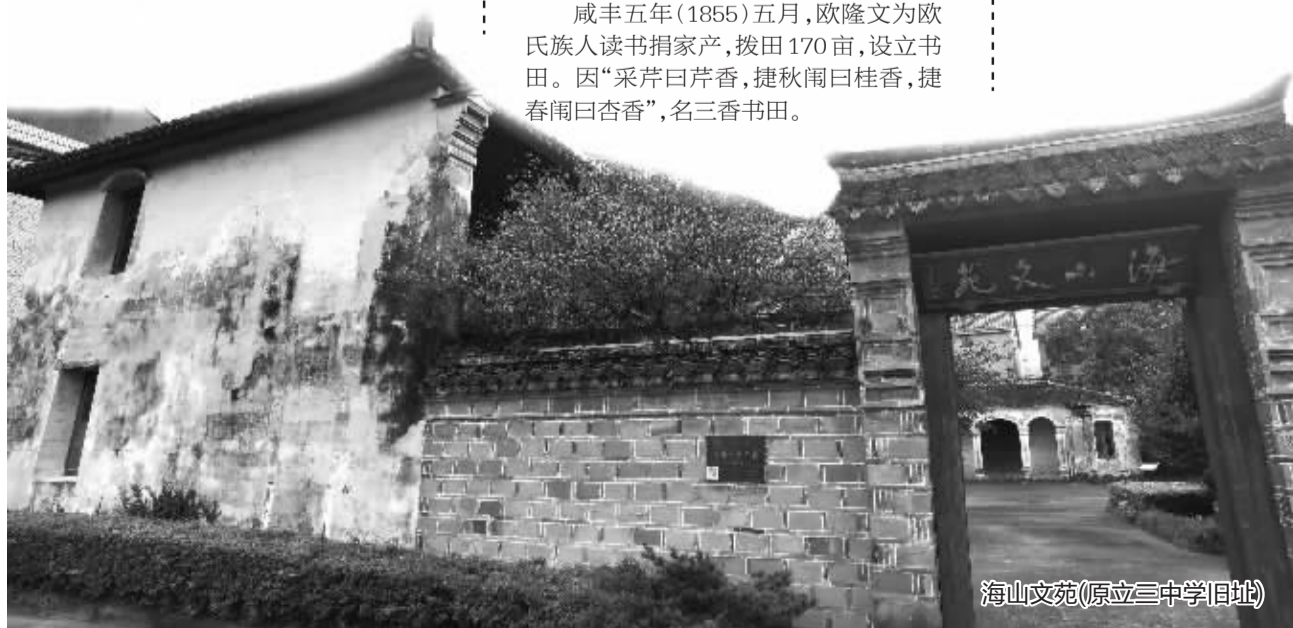 咸丰五年(1855)五月,欧隆文为欧
氏族人读书捐家产,拨田170亩,设立书
田。因“采芹曰芹香,捷秋闱曰桂香,捷
春闱曰杏香”,名三香书田。
海山文苑
海山文苑(原立三中学旧址)